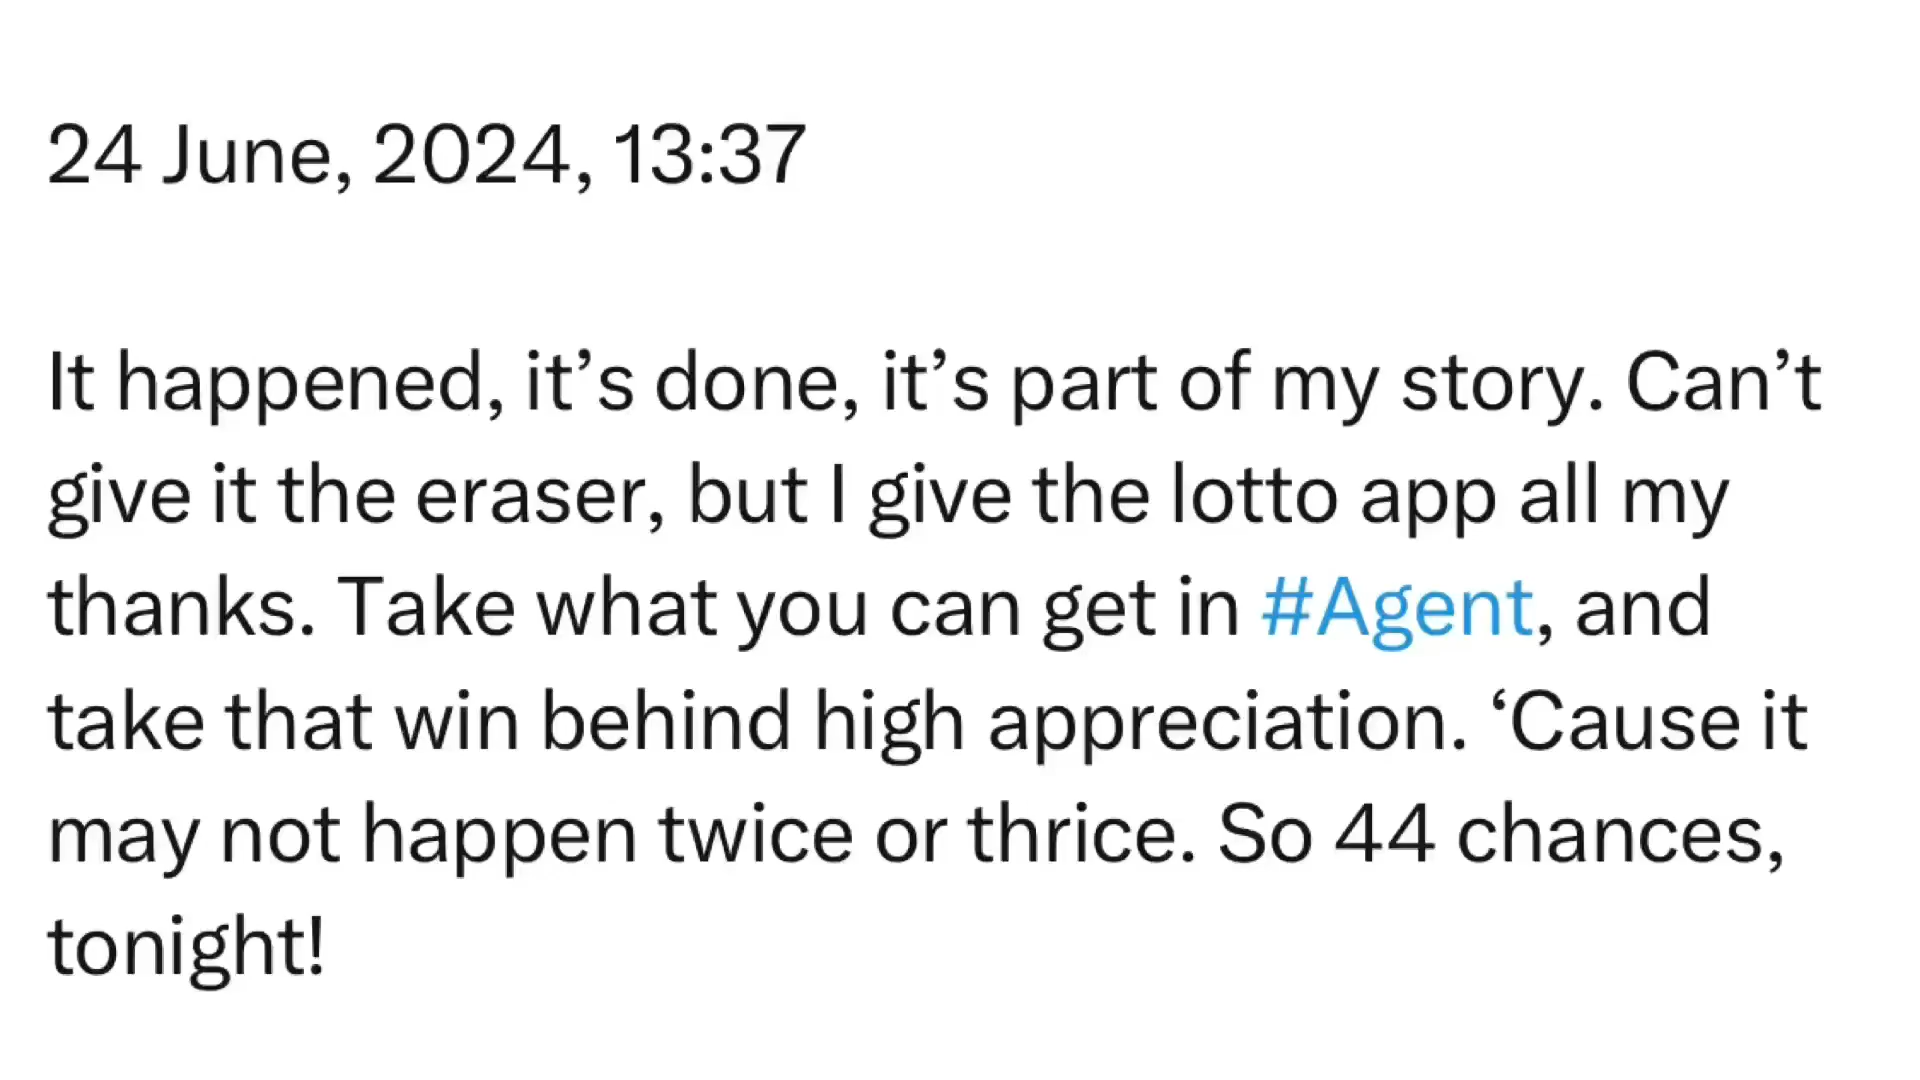 24 June, 2024, 13:37
It happened, it’s done, it’s part of my story. Can’t
give it the eraser, but I give the lotto app all my
thanks. Take what you can get in #Agent, and
take that win behind high appreciation. ‘Cause it
may not happen twice or thrice. So 44 chances,
tonight!